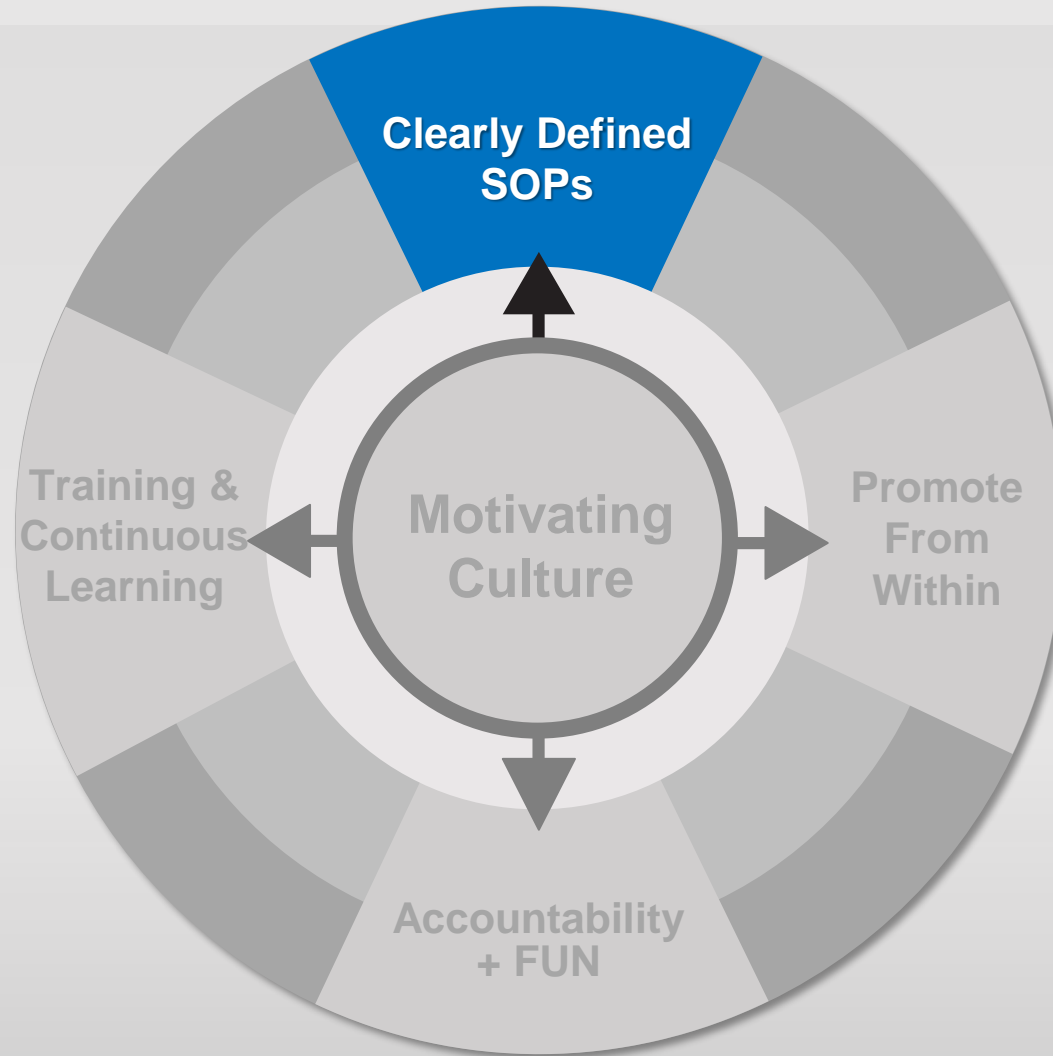 Clearly Defined
SOPs
Training &
Continuous
Learning
Motivating
Culture
Promote
From
Within
Accountability
+ FUN